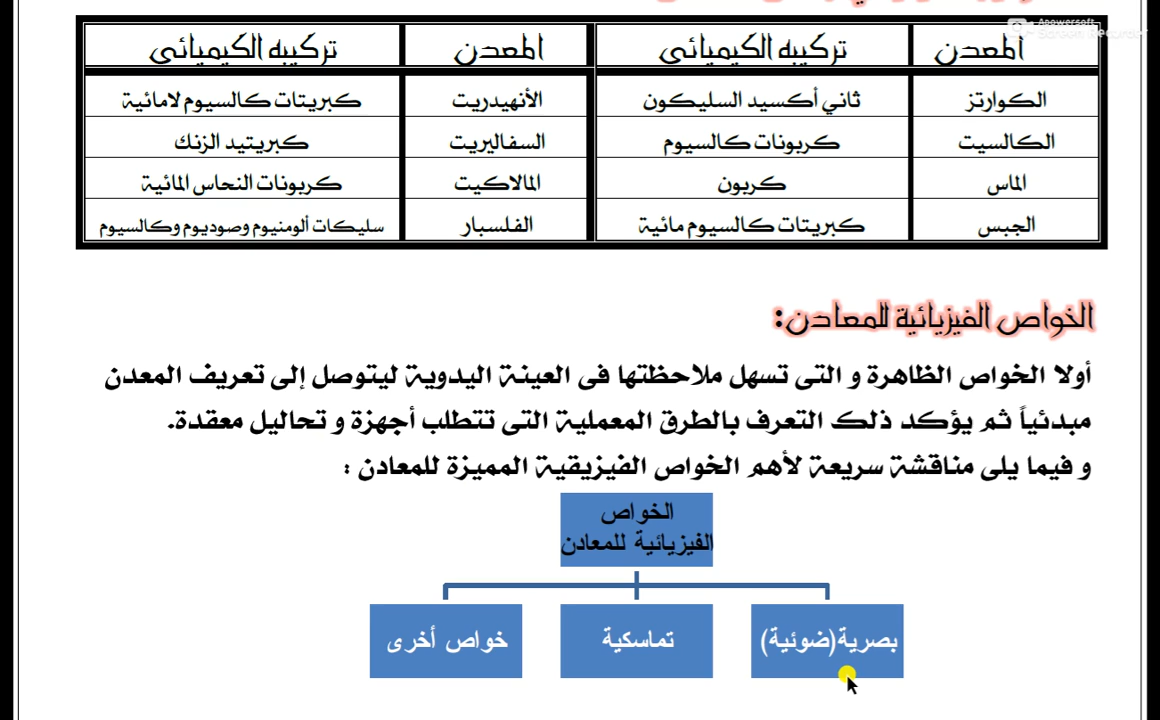 Apowersoft
Screen Recorder
المعدن تركيبه الكيميائى المعدن تركيبه الكيميائى
الكوارتز ثاني أكسيد السليكون الأنهيدريت كبريتات كالسيوم لامائية
الكالسيت كربونات كالسيوم السفاليريت كبريتيد الزنك
الماس كربون المالاكيت كربونات النحاس المائية
الجبس كبريتات كالسيوم مائية الفلسبار سليكات ألومنيوم وصوديوم وكالسيوم
الخواص الفيزيائية للمعادن:
أولا الخواص الظاهرة و التى تسهل ملاحظتها فى العينة اليدوية ليتوصل إلى تعريف المعدن
مبدئياً ثم يؤكد ذلك التعرف بالطرق المعملية التى تتطلب أجهزة و تحاليل معقدة.
و فيما يلى مناقشة سريعة لأهم الخواص الفيزيقية المميزة للمعادن :
الخواص
الفيزيائية للمعادن
بصرية(ضوئية) تماسكية خواص أخرى